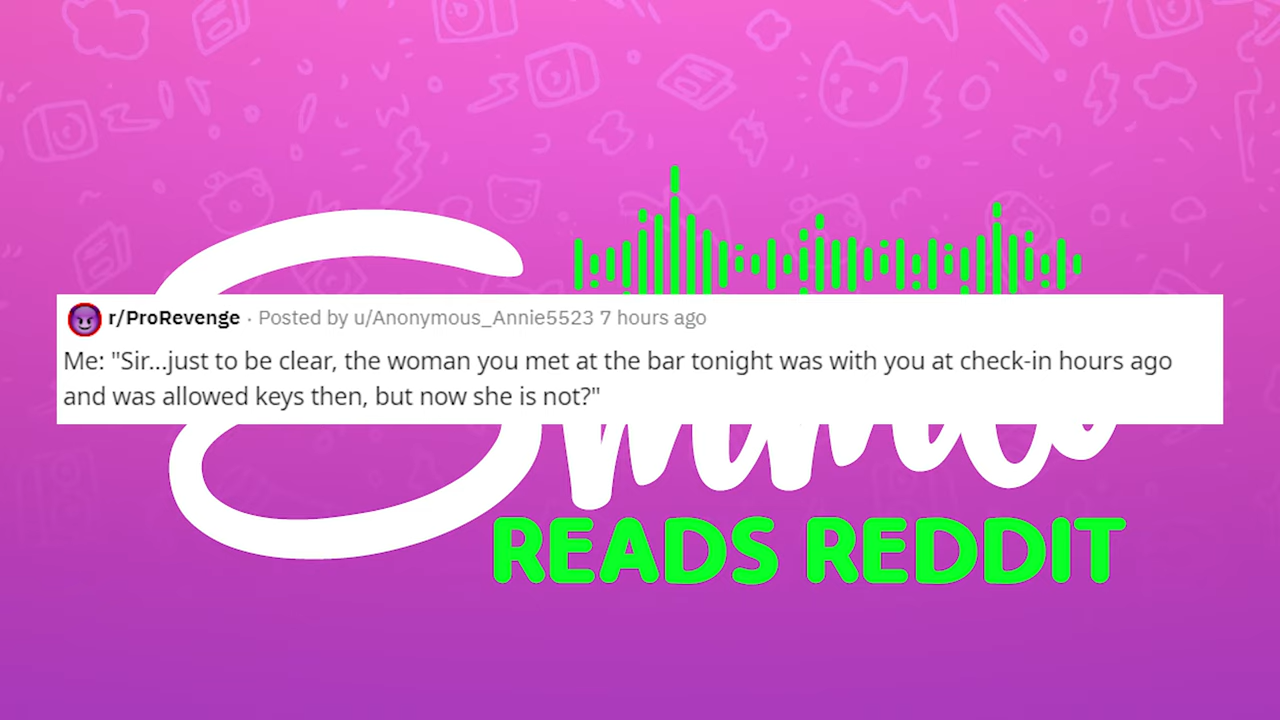 r/ProRevenge · Posted by u/Anonymous_Annie5523 7 hours ago
Me: "Sir...just to be clear, the woman you met at the bar tonight was with you at check-in hours ago
and was allowed keys then, but now she is not?"
READS REDDIT